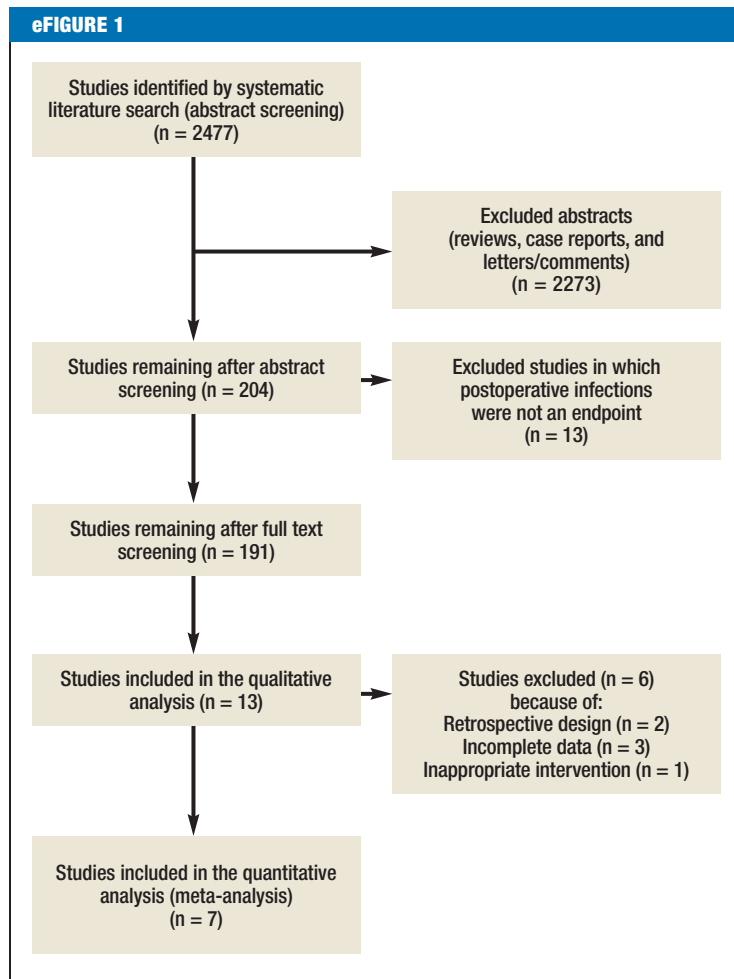 eFIGURE 1
Studies identified by systematic
literature search (abstract screening)
(n = 2477)
Excluded abstracts
(reviews, case reports, and
letters/comments)
(n = 2273)
Studies remaining after abstract
screening (n = 204)
Excluded studies in which
postoperative infections
were not an endpoint
(n = 13)
Studies remaining after full text
screening (n = 191)
Studies included in the qualitative
analysis (n = 13)
Studies excluded (n = 6)
because of:
Retrospective design (n = 2)
Incomplete data (n = 3)
Inappropriate intervention (n = 1)
Studies included in the quantitative
analysis (meta-analysis)
(n = 7)